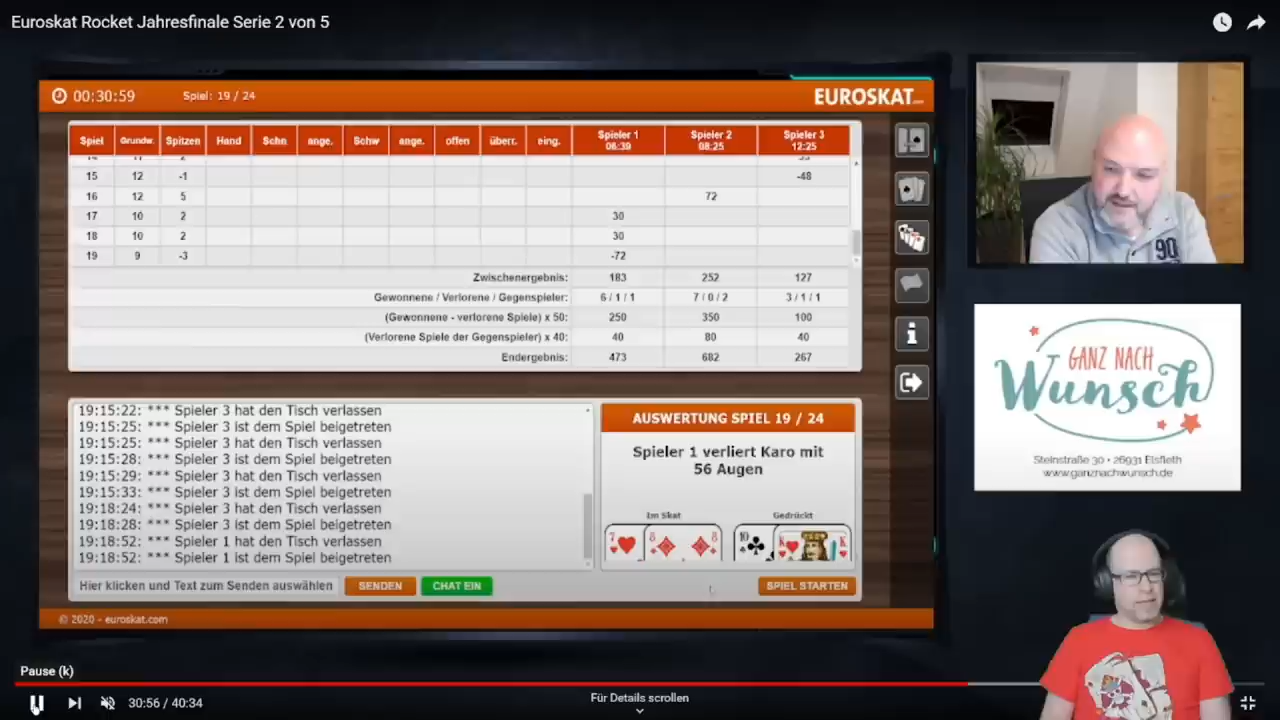 Euroskat Rocket Jahresfinale Serie 2 von 5
00:30:59 Spiel: 19 / 24 EUROSKAT.com
Spiel Grundw. Spitzen Hand Schn ange. Schw ange. offen überr. eing. Spieler 1 06:39 Spieler 2 08:25 Spieler 3 12:25
15 12 -1 -48
16 12 5 72
17 10 2 30
18 10 2 30
19 9 -3 -72
Zwischenergebnis: 183 252 127
Gewonnene / Verlorene / Gegenspieler: 6 / 1 / 1 7 / 0 / 2 3 / 1 / 1
(Gewonnene - verlorene Spiele) x 50: 250 350 100
(Verlorene Spiele der Gegenspieler) x 40: 40 80 40
Endergebnis: 473 682 267
19:15:22: *** Spieler 3 hat den Tisch verlassen
19:15:25: *** Spieler 3 ist dem Spiel beigetreten
19:15:25: *** Spieler 3 hat den Tisch verlassen
19:15:28: *** Spieler 3 ist dem Spiel beigetreten
19:15:29: *** Spieler 3 hat den Tisch verlassen
19:15:33: *** Spieler 3 ist dem Spiel beigetreten
19:18:24: *** Spieler 3 hat den Tisch verlassen
19:18:28: *** Spieler 3 ist dem Spiel beigetreten
19:18:52: *** Spieler 1 hat den Tisch verlassen
19:18:52: *** Spieler 1 ist dem Spiel beigetreten
Hier klicken und Text zum Senden auswählen SENDEN CHAT EIN
AUSWERTUNG SPIEL 19 / 24
Spieler 1 verliert Karo mit
56 Augen
Im Skat Gedrückt
7 8 8 10 K K
SPIEL STARTEN
© 2020 - euroskat.com
90
GANZ NACH
Wunsch
Steinstraße 30 • 26931 Elsfleth
www.ganznachwunsch.de
Pause (k)
30:56 / 40:34
Für Details scrollen